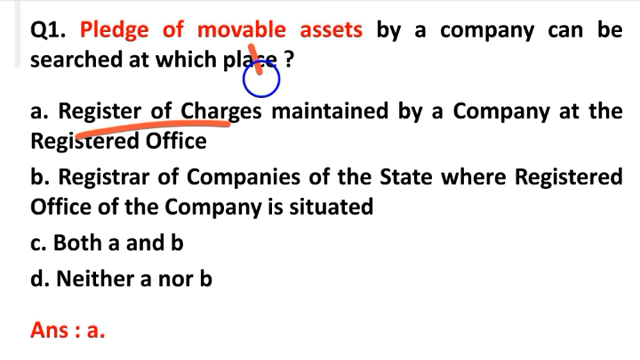 Q1. Pledge of movable assets by a company can be
searched at which place ?
a. Register of Charges maintained by a Company at the
Registered Office
b. Registrar of Companies of the State where Registered
Office of the Company is situated
c. Both a and b
d. Neither a nor b
Ans : a.